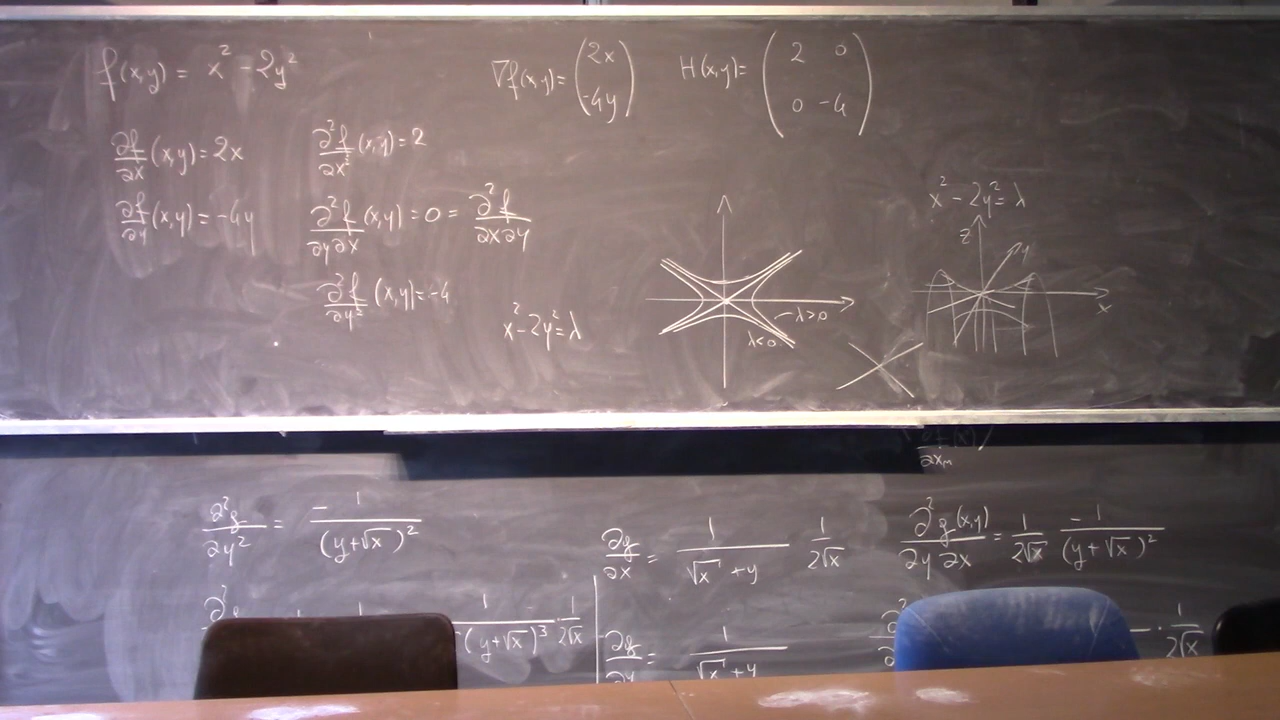 f(x,y) = x² - 2y²
∇f(x,y) = (2x -4y)
H(x,y) = (2 0 0 -4)
∂f/∂x (x,y) = 2x
∂²f/∂x² (x,y) = 2
∂f/∂y (x,y) = -4y
∂²f/∂y∂x (x,y) = 0 = ∂²f/∂x∂y
∂²f/∂y² (x,y) = -4
x² - 2y² = λ
λ>0
λ<0
x² - 2y² = λ
z
y
x
∂x_m
∂²g/∂y² = -1/(y+√x)²
∂g/∂x = 1/(√x + y) 1/(2√x)
∂²g(x,y)/∂y∂x = 1/(2√x) -1/(y+√x)²
1/(y+√x)³ · 1/(2√x)
∂g/∂y = 1/(√x + y)
· 1/(2√x)